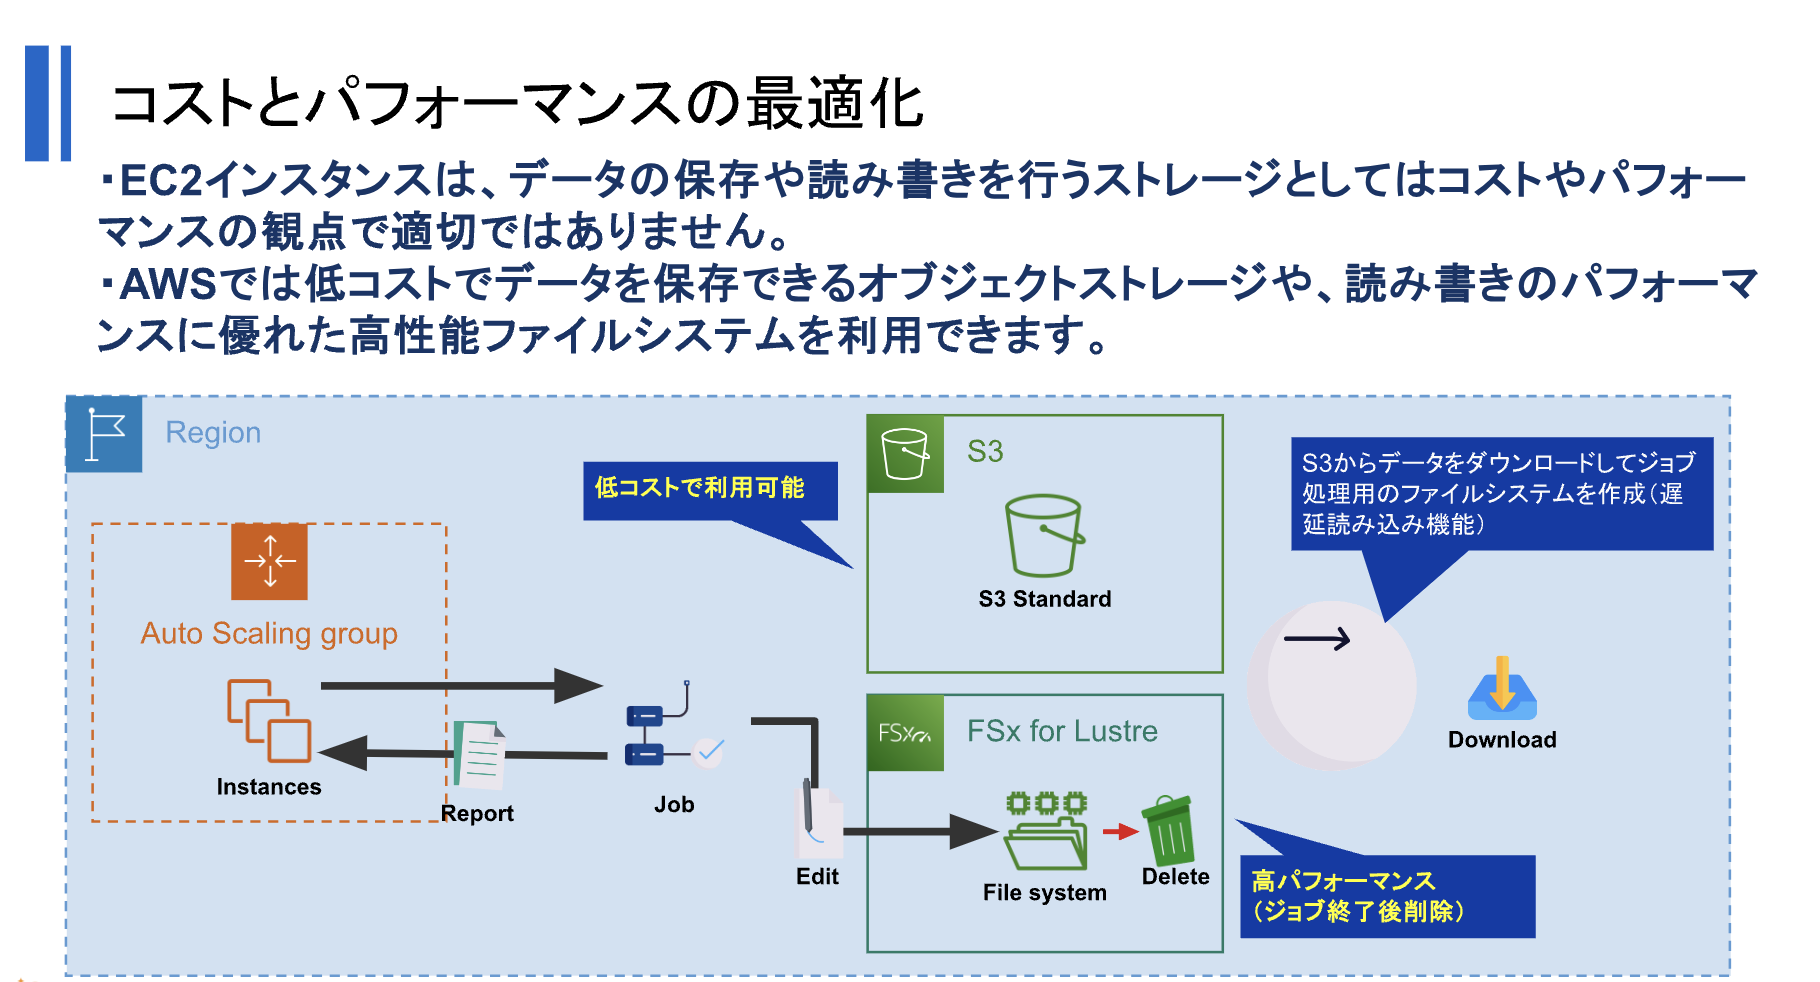 コストとパフォーマンスの最適化
・EC2インスタンスは、データの保存や読み書きを行うストレージとしてはコストやパフォー
マンスの観点で適切ではありません。
・AWSでは低コストでデータを保存できるオブジェクトストレージや、読み書きのパフォーマ
ンスに優れた高性能ファイルシステムを利用できます。
Region
S3
低コストで利用可能
S3からデータをダウンロードしてジョブ
処理用のファイルシステムを作成（遅
延読み込み機能）
S3 Standard
Auto Scaling group
Instances
Report
Job
Edit
FSx
FSx for Lustre
File system
Delete
Download
高パフォーマンス
（ジョブ終了後削除）